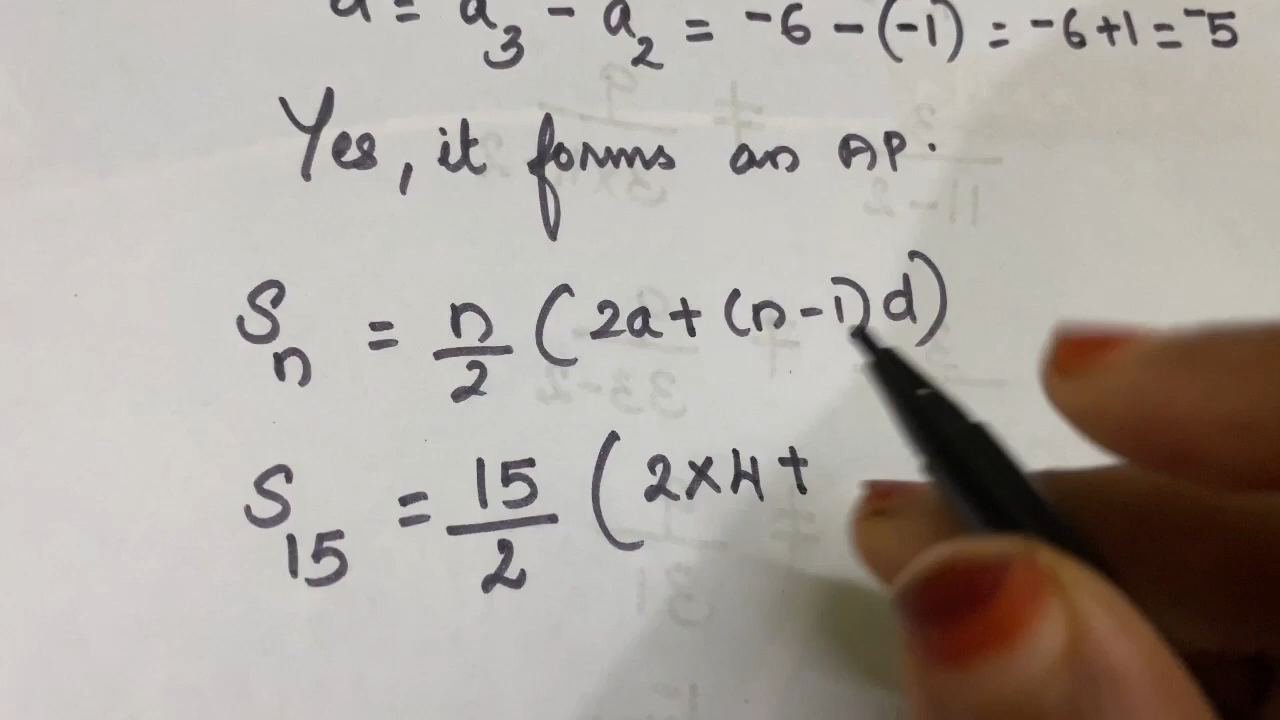 d = a3 - a2 = -6 - (-1) = -6+1 = -5
Yes, it forms an AP.
Sn = n/2 (2a + (n-1)d)
S15 = 15/2 (2×4+